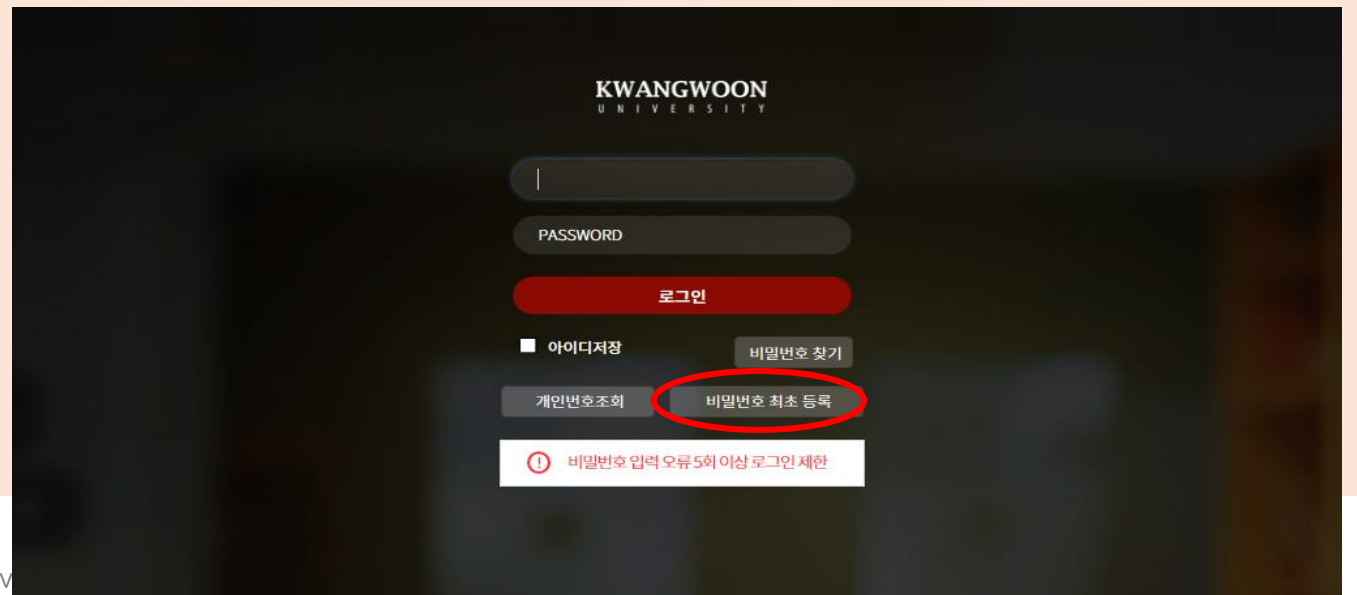 KWANGWOON
UNIVERSITY
PASSWORD
로그인
아이디저장
비밀번호 찾기
개인번호조회
비밀번호 최초 등록
비밀번호 입력 오류 5회 이상 로그인 제한